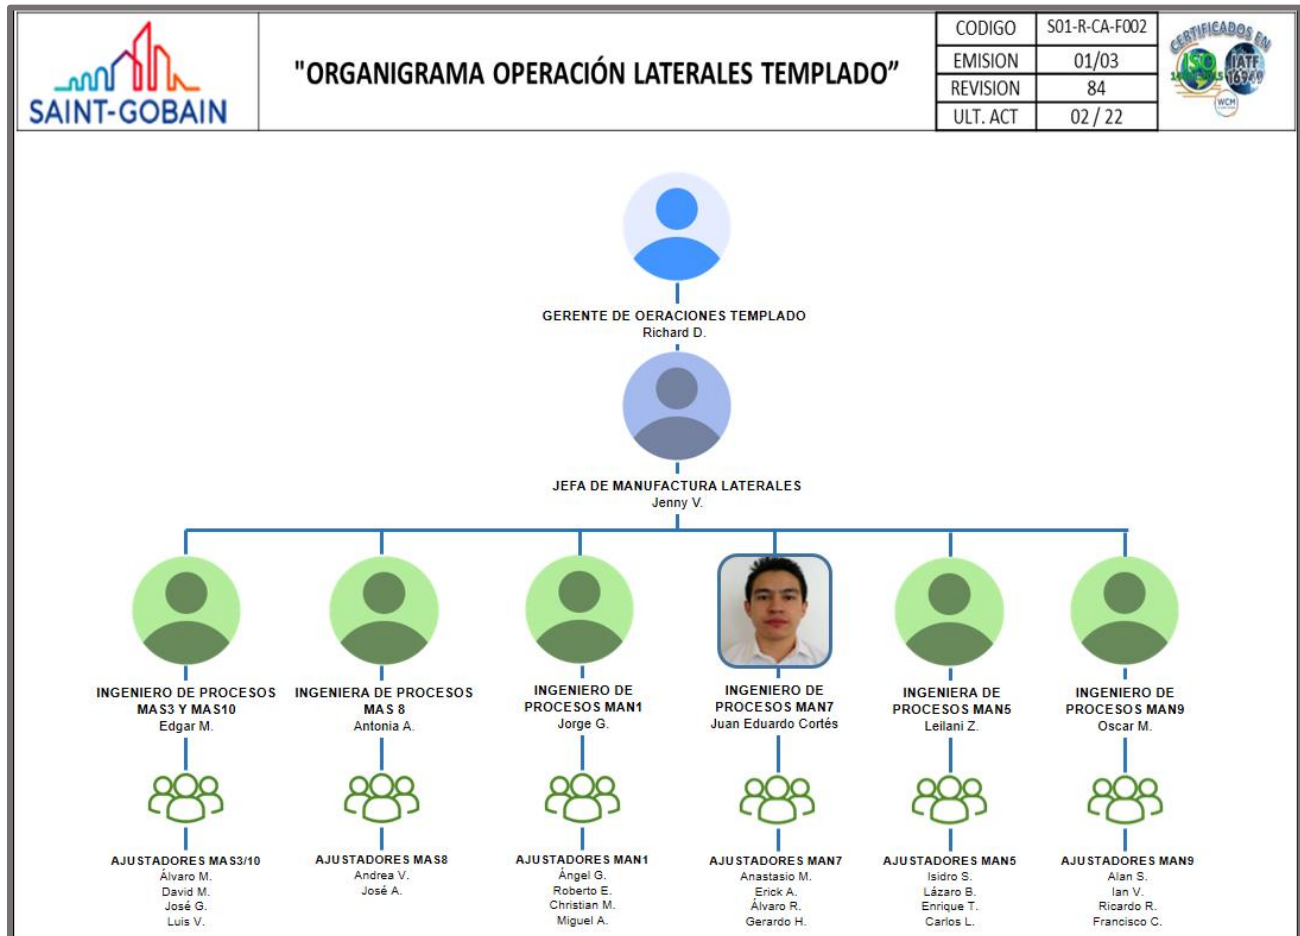 SAINT-GOBAIN
"ORGANIGRAMA OPERACIÓN LATERALES TEMPLADO”
CODIGO S01-R-CA-F002
EMISION 01/03
REVISION 84
ULT. ACT 02 / 22
CERTIFICADOS EN
ISO IATF
16949
WCM
GERENTE DE OERACIONES TEMPLADO
Richard D.
JEFA DE MANUFACTURA LATERALES
Jenny V.
INGENIERO DE PROCESOS
MAS3 Y MAS10
Edgar M.
INGENIERA DE PROCESOS
MAS 8
Antonia A.
INGENIERO DE
PROCESOS MAN1
Jorge G.
INGENIERO DE
PROCESOS MAN7
Juan Eduardo Cortés
INGENIERA DE
PROCESOS MAN5
Leilani Z.
INGENIERO DE
PROCESOS MAN9
Oscar M.
AJUSTADORES MAS3/10
Álvaro M.
David M.
José G.
Luis V.
AJUSTADORES MAS8
Andrea V.
José A.
AJUSTADORES MAN1
Ángel G.
Roberto E.
Christian M.
Miguel A.
AJUSTADORES MAN7
Anastasio M.
Erick A.
Álvaro R.
Gerardo H.
AJUSTADORES MAN5
Isidro S.
Lázaro B.
Enrique T.
Carlos L.
AJUSTADORES MAN9
Alan S.
Ian V.
Ricardo R.
Francisco C.